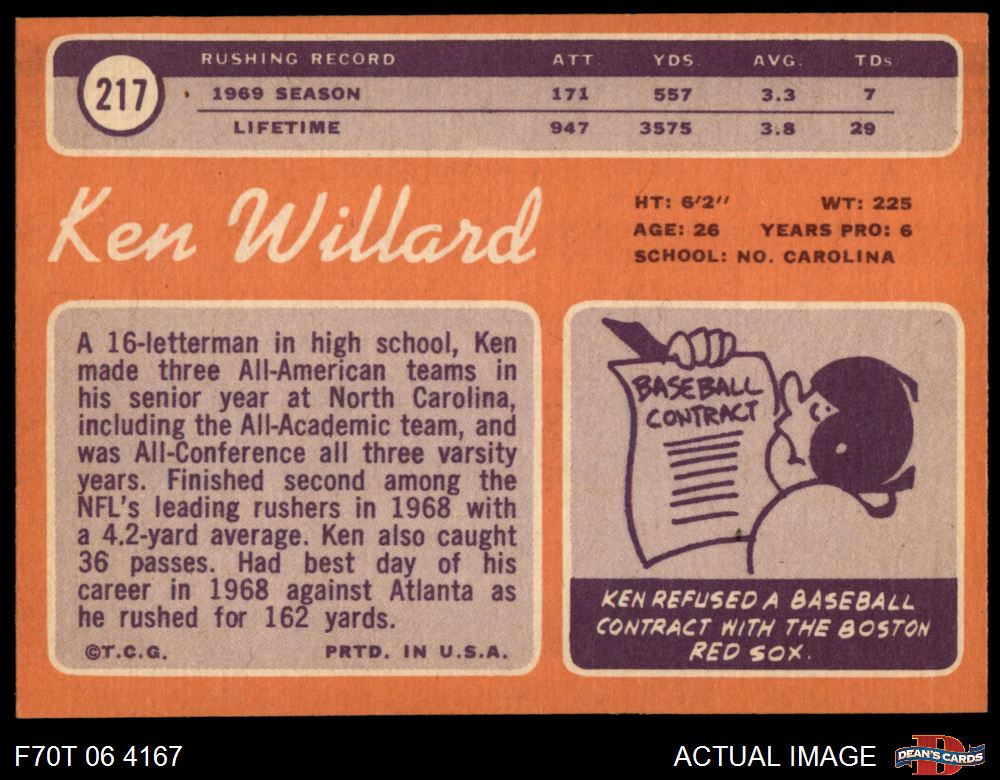 217
RUSHING RECORD ATT. YDS. AVG. TDs
1969 SEASON 171 557 3.3 7
LIFETIME 947 3575 3.8 29
Ken Willard
HT: 6'2" WT: 225
AGE: 26 YEARS PRO: 6
SCHOOL: NO. CAROLINA
A 16-letterman in high school, Ken
made three All-American teams in
his senior year at North Carolina,
including the All-Academic team, and
was All-Conference all three varsity
years. Finished second among the
NFL's leading rushers in 1968 with
a 4.2-yard average. Ken also caught
36 passes. Had best day of his
career in 1968 against Atlanta as
he rushed for 162 yards.
©T.C.G. PRTD. IN U.S.A.
BASEBALL
CONTRACT
KEN REFUSED A BASEBALL
CONTRACT WITH THE BOSTON
RED SOX.
F70T 06 4167
ACTUAL IMAGE
D
DEAN'S CARDS